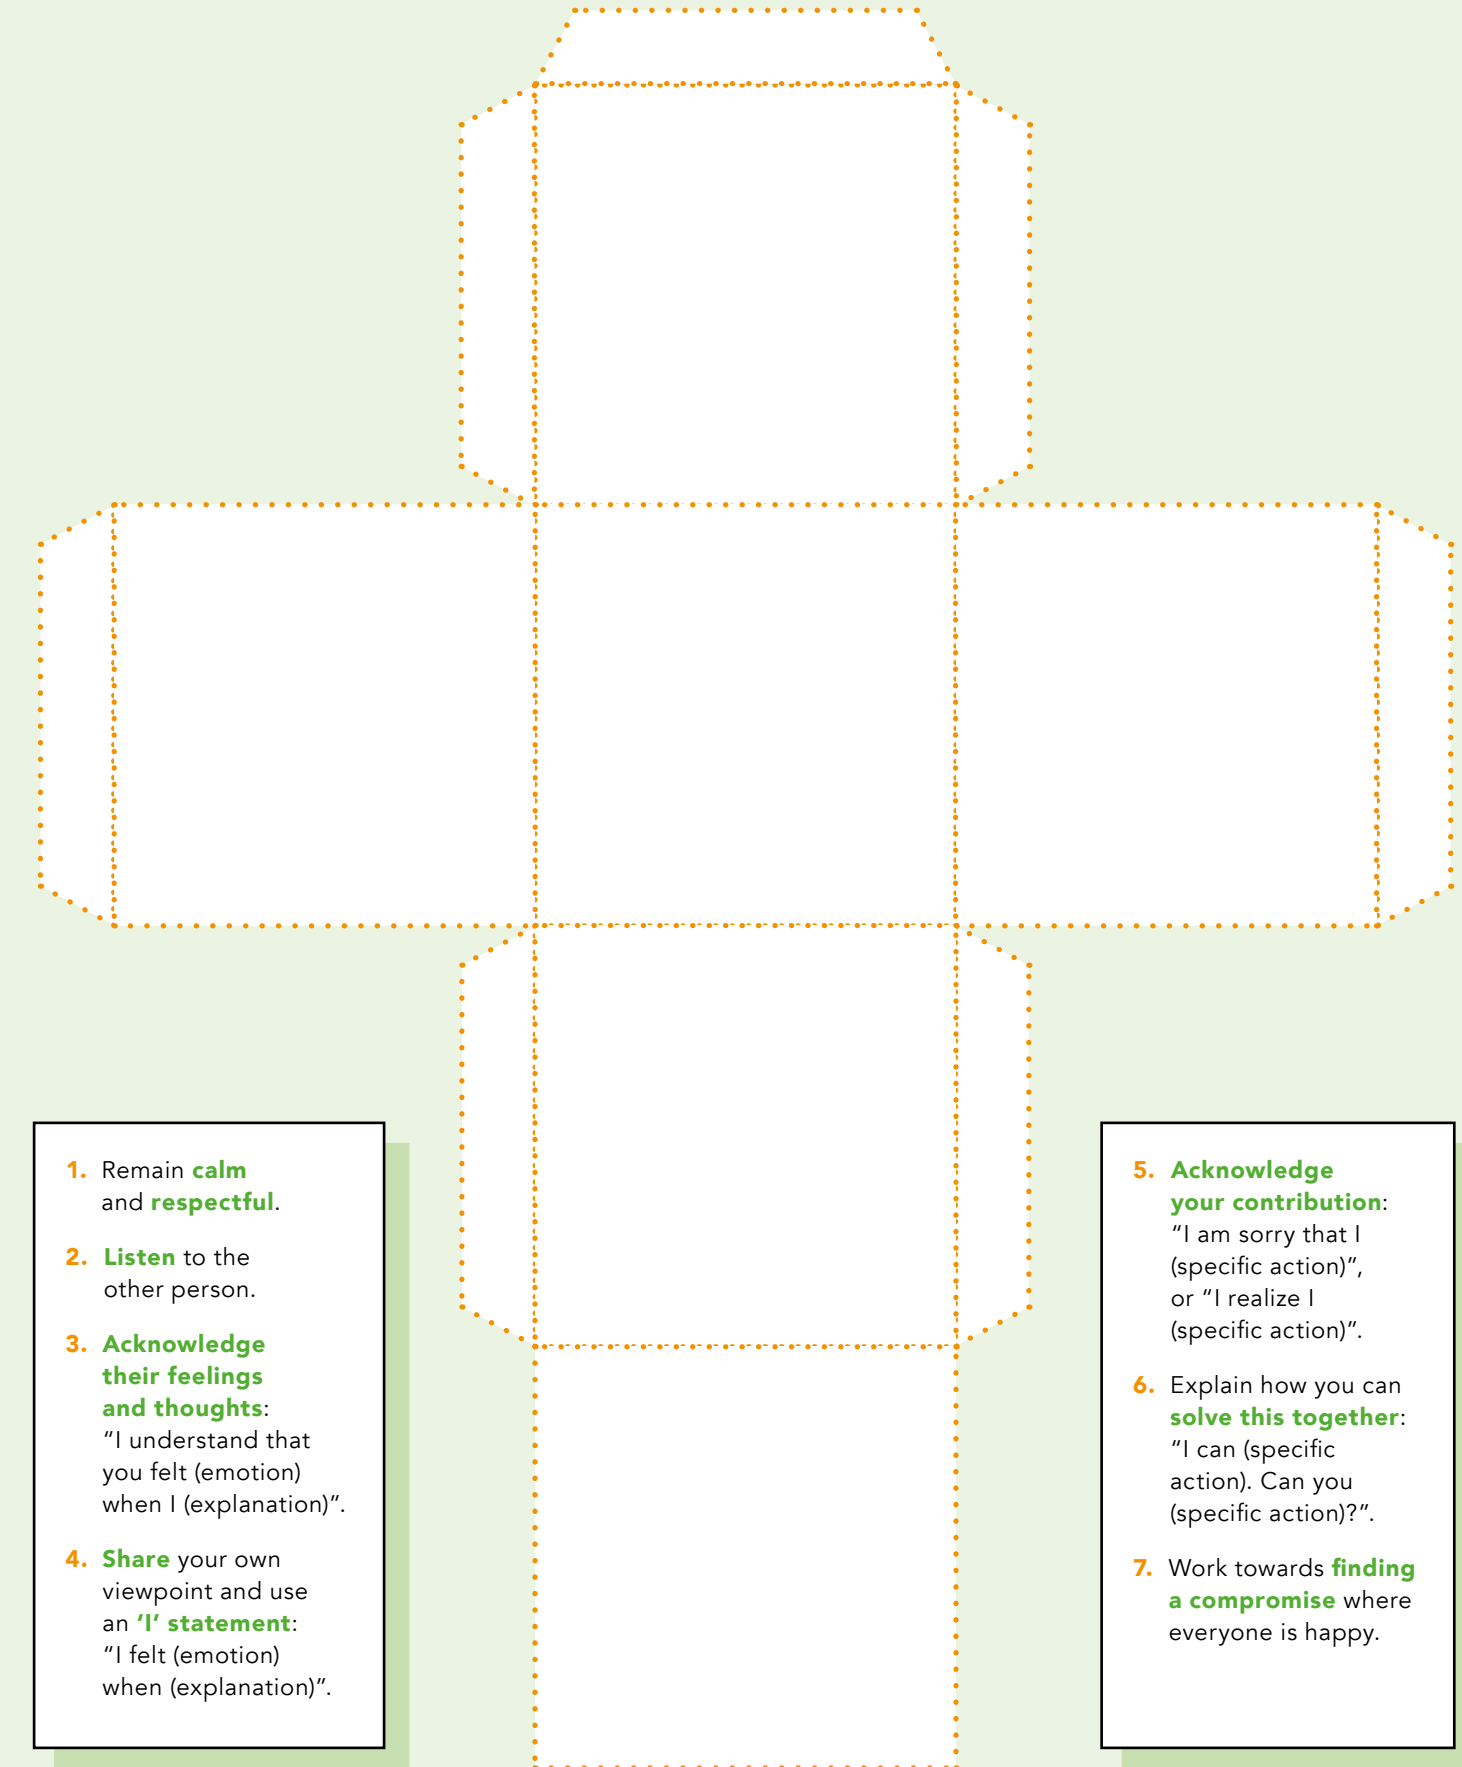 1. Remain calm
and respectful.
2. Listen to the
other person.
3. Acknowledge
their feelings
and thoughts:
“I understand that
you felt (emotion)
when I (explanation)”.
4. Share your own
viewpoint and use
an ‘I’ statement:
“I felt (emotion)
when (explanation)”.
5. Acknowledge
your contribution:
“I am sorry that I
(specific action)”,
or “I realize I
(specific action)”.
6. Explain how you can
solve this together:
“I can (specific
action). Can you
(specific action)?”.
7. Work towards finding
a compromise where
everyone is happy.